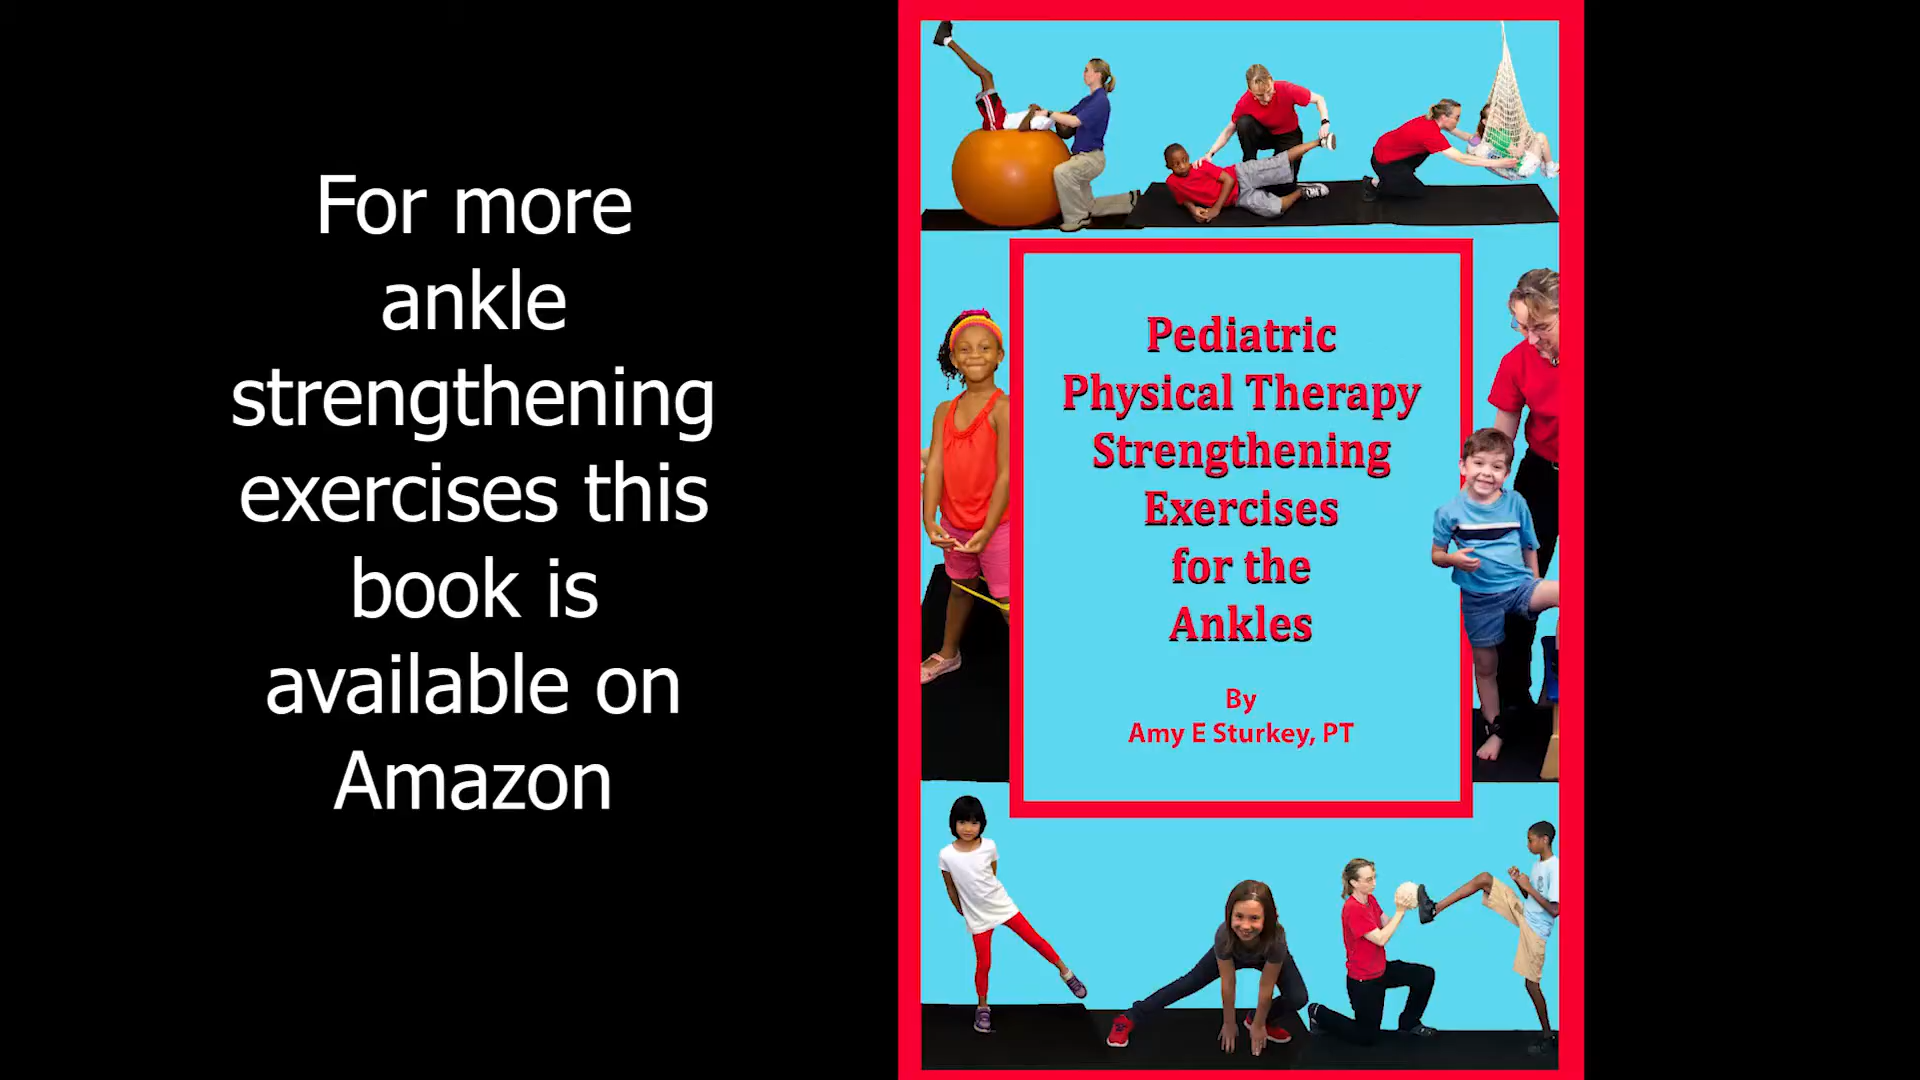 For more
ankle
strengthening
exercises this
book is
available on
Amazon
Pediatric
Physical Therapy
Strengthening
Exercises
for the
Ankles
By
Amy E Sturkey, PT